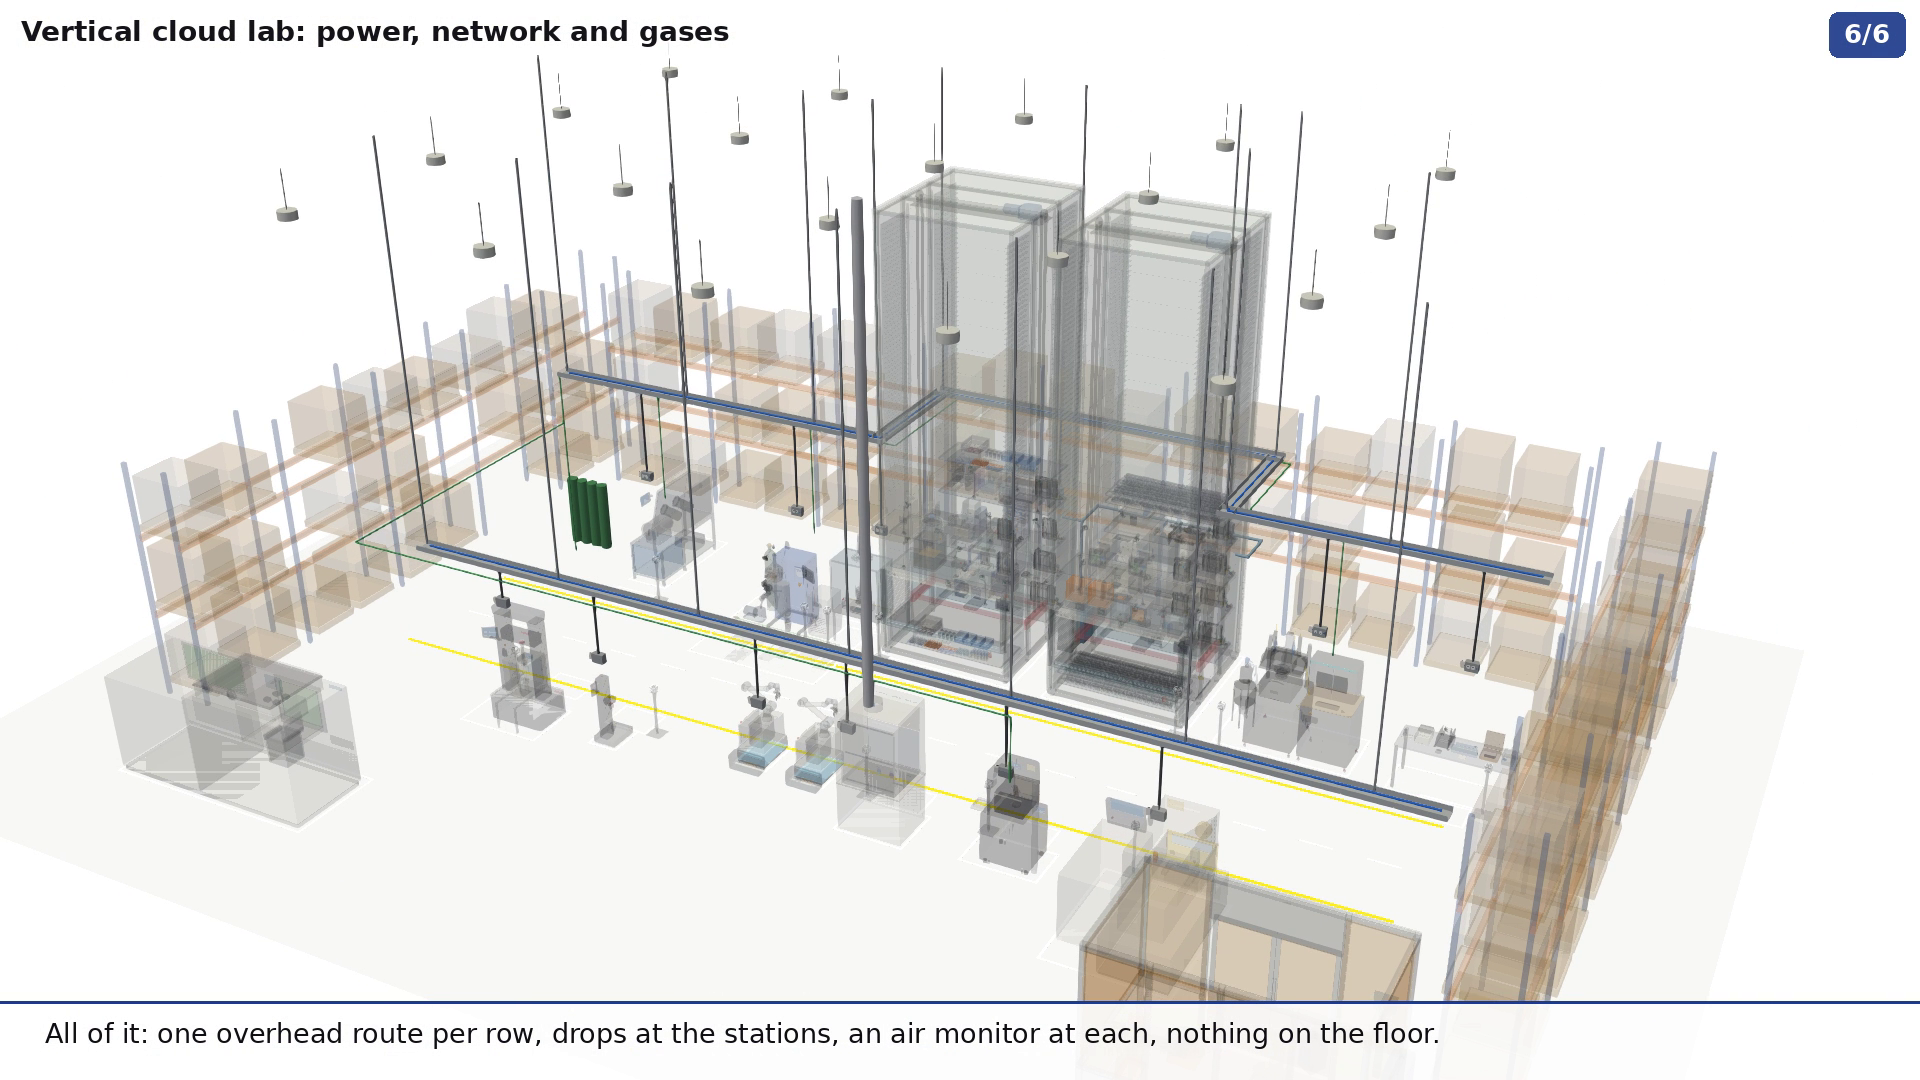 Vertical cloud lab: power, network and gases
6/6
All of it: one overhead route per row, drops at the stations, an air monitor at each, nothing on the floor.